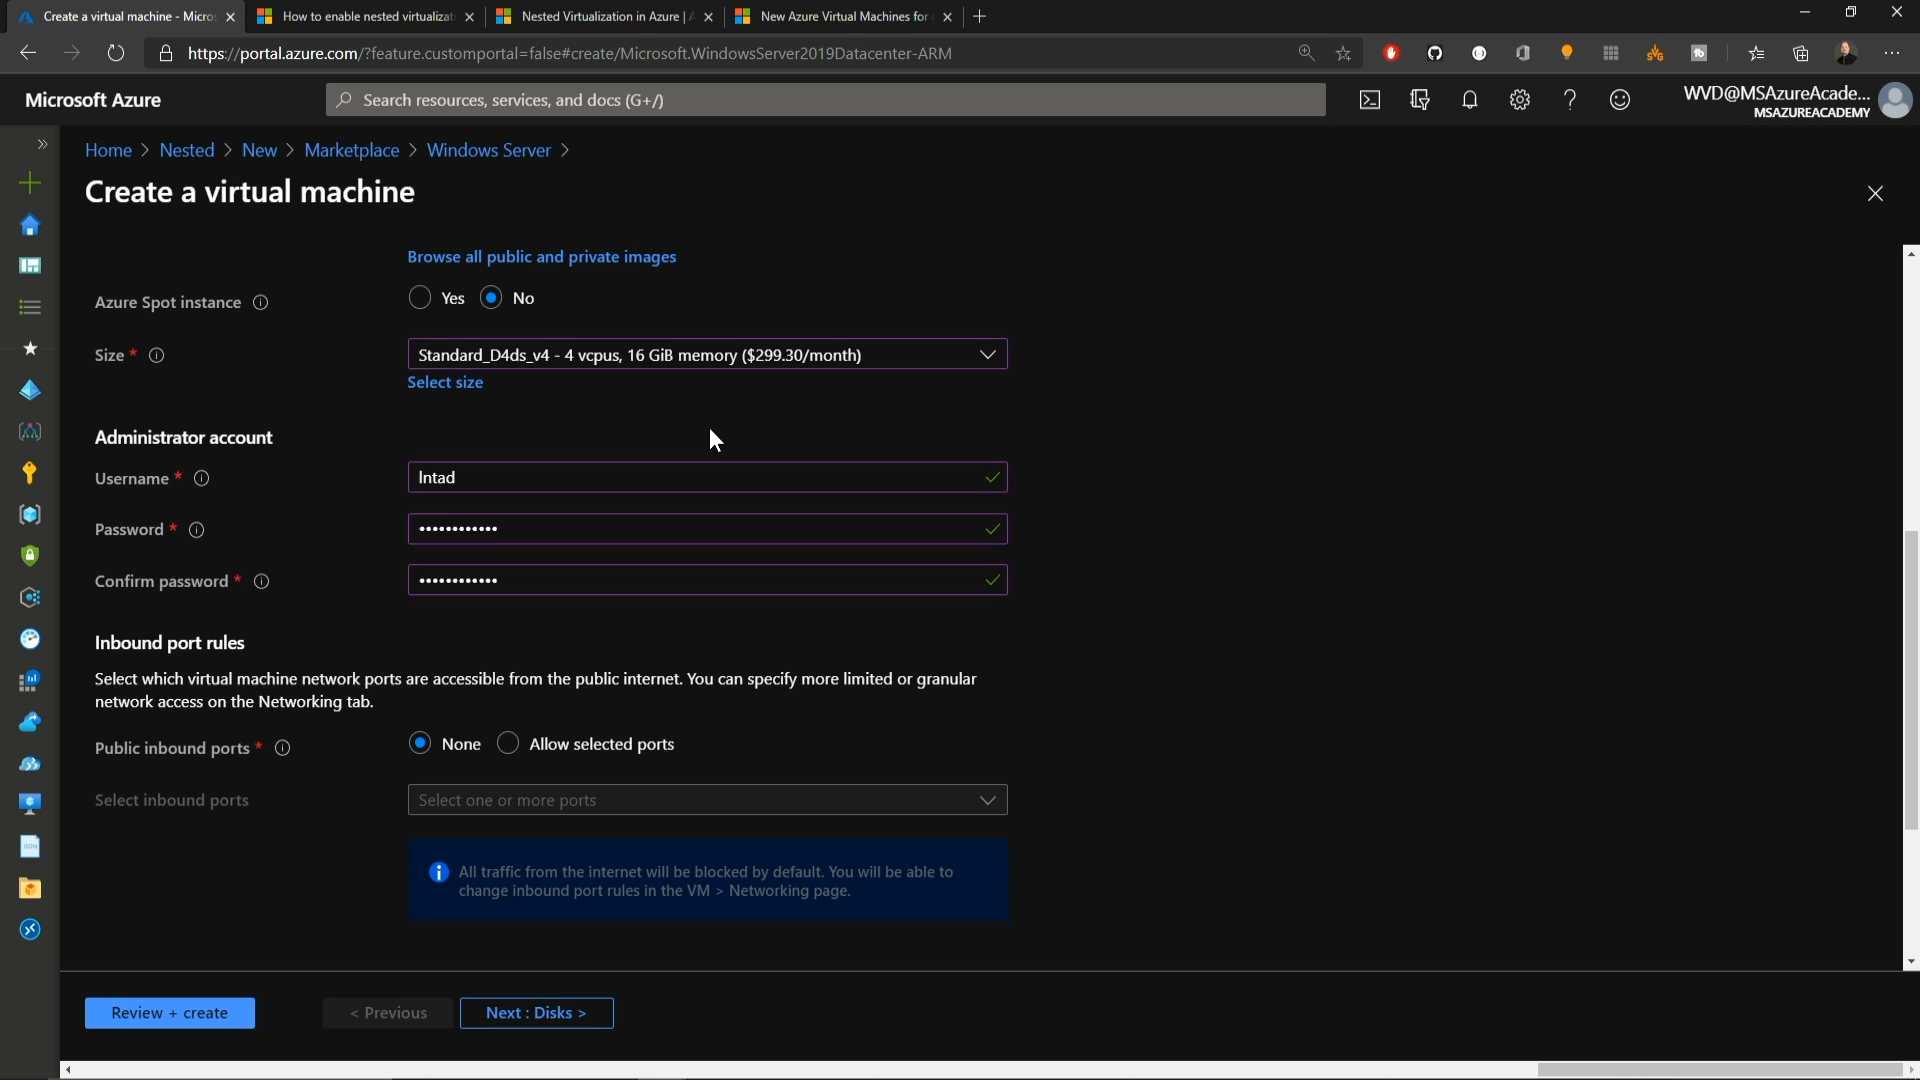 Create a virtual machine - Micros
How to enable nested virtualizat
Nested Virtualization in Azure | A
New Azure Virtual Machines for
https://portal.azure.com/?feature.customportal=false#create/Microsoft.WindowsServer2019Datacenter-ARM
Microsoft Azure
Search resources, services, and docs (G+/)
WVD@MSAzureAcade...
MSAZUREACADEMY
Home > Nested > New > Marketplace > Windows Server >
Create a virtual machine
Browse all public and private images
Azure Spot instance
Yes No
Size *
Standard_D4ds_v4 - 4 vcpus, 16 GiB memory ($299.30/month)
Select size
Administrator account
Username *
Intad
Password *
••••••••••••
Confirm password *
••••••••••••
Inbound port rules
Select which virtual machine network ports are accessible from the public internet. You can specify more limited or granular
network access on the Networking tab.
Public inbound ports *
None Allow selected ports
Select inbound ports
Select one or more ports
All traffic from the internet will be blocked by default. You will be able to
change inbound port rules in the VM > Networking page.
Review + create
< Previous
Next : Disks >